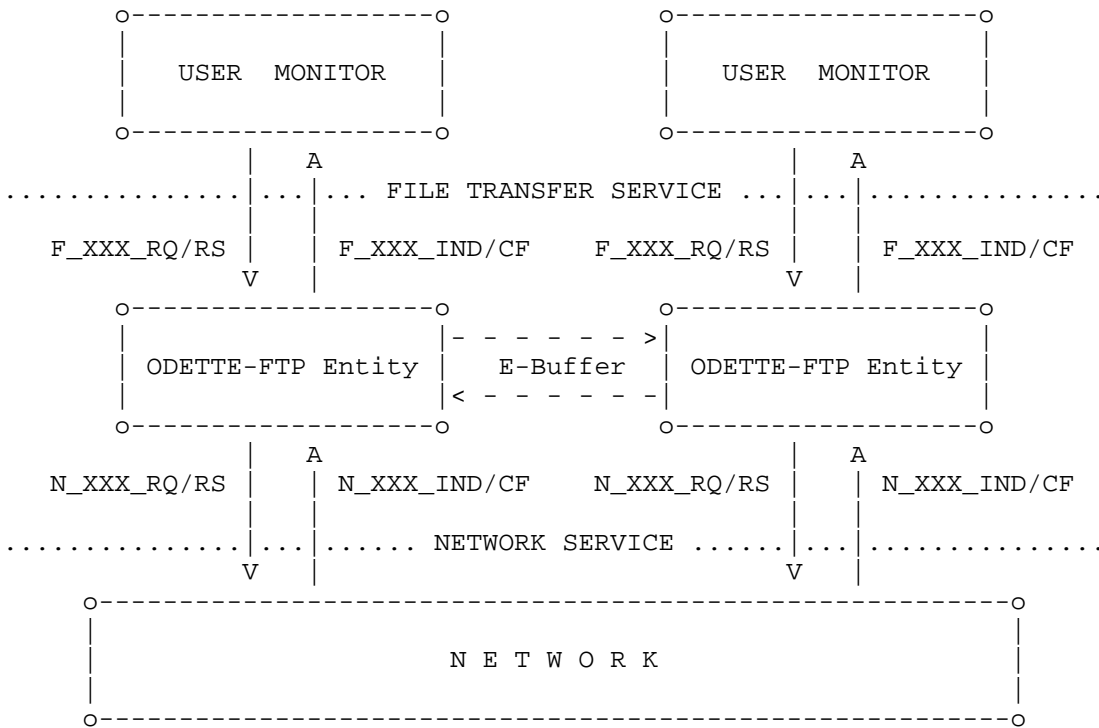 USER MONITOR USER MONITOR
A A
FILE TRANSFER SERVICE
F_XXX_RQ/RS F_XXX_IND/CF F_XXX_RQ/RS F_XXX_IND/CF
V V
ODETTE-FTP Entity E-Buffer ODETTE-FTP Entity
A A
N_XXX_RQ/RS N_XXX_IND/CF N_XXX_RQ/RS N_XXX_IND/CF
NETWORK SERVICE
V V
N E T W O R K